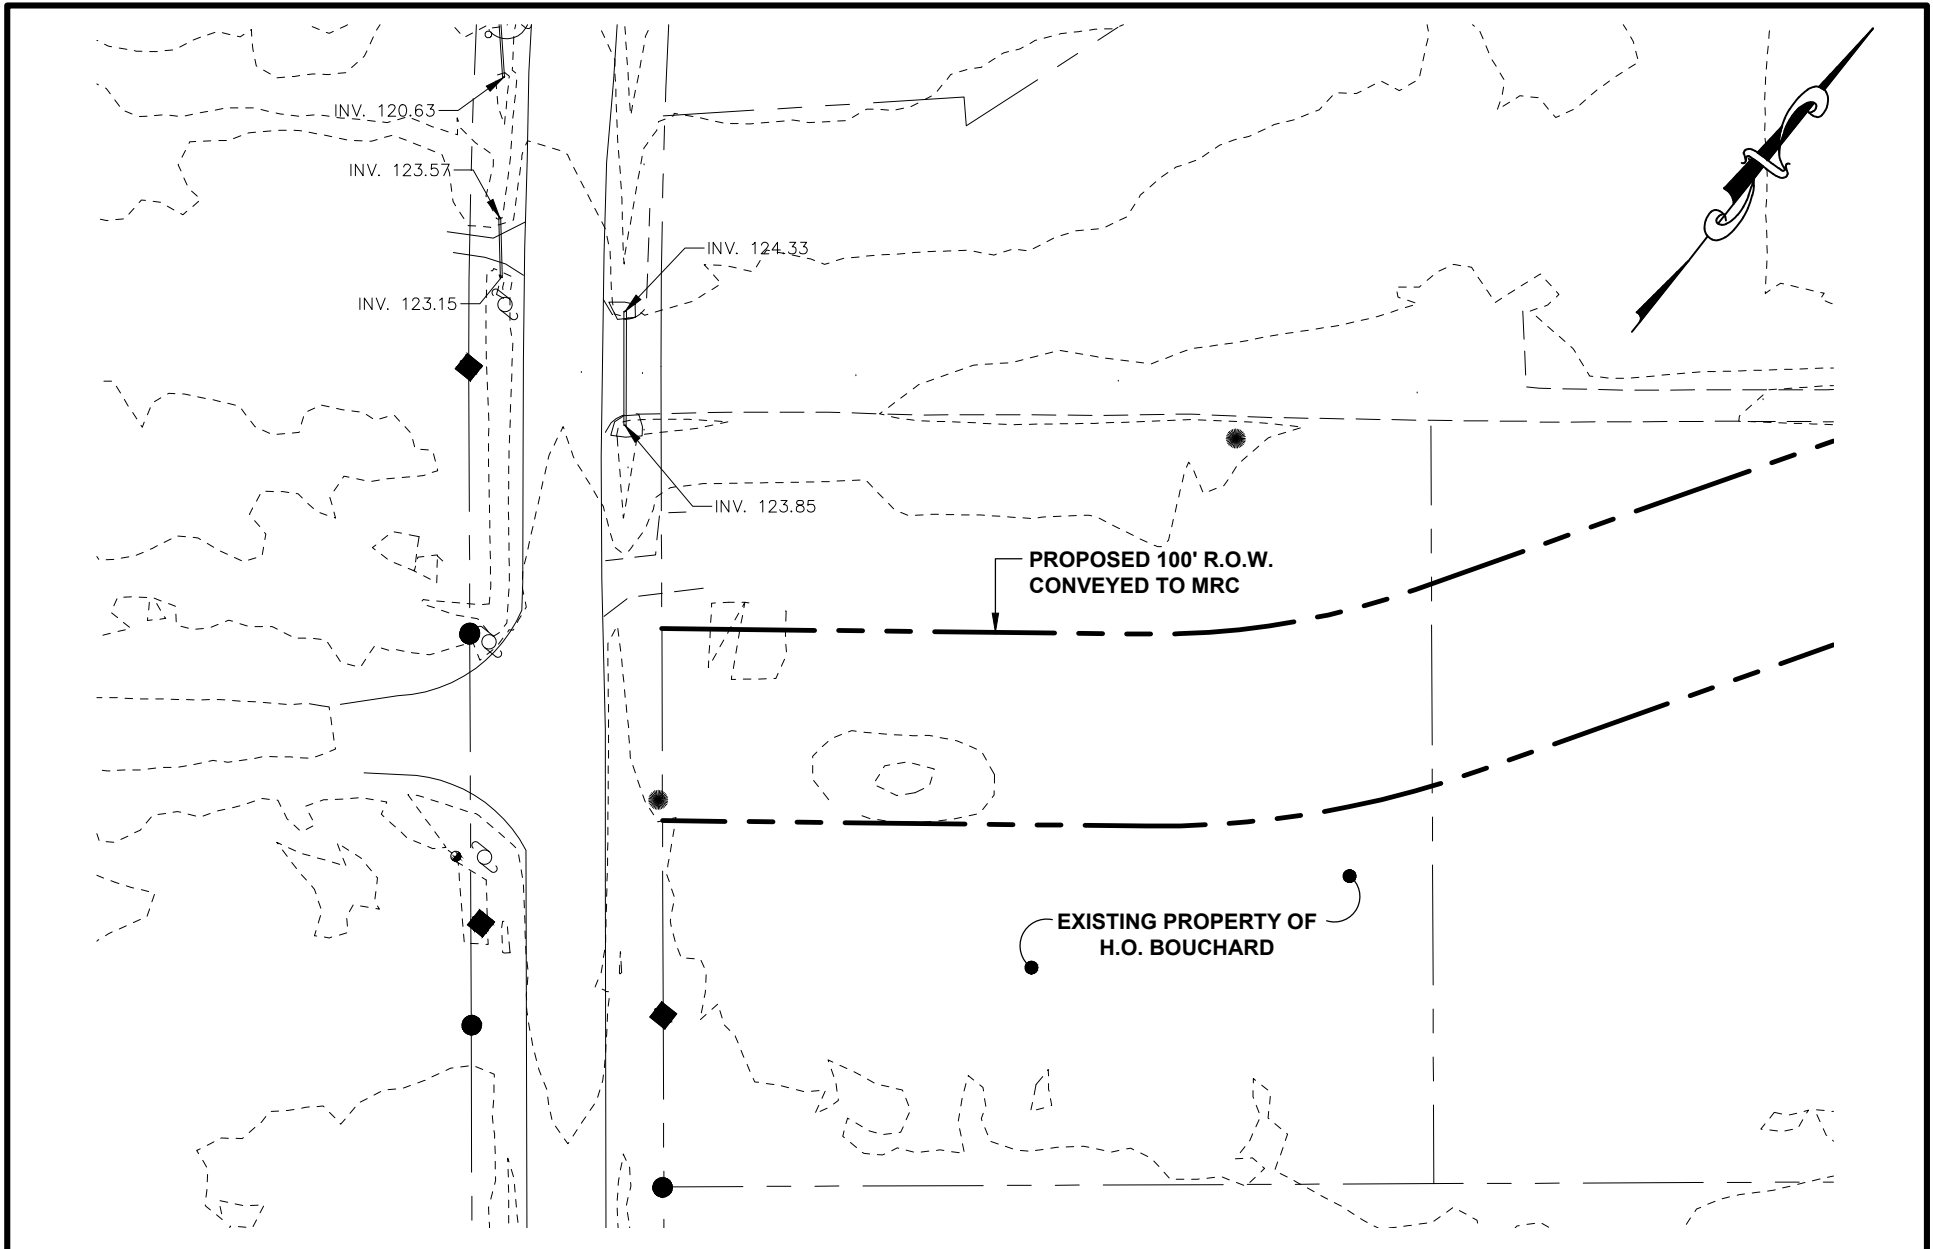 INV. 120.63
INV. 123.57
INV. 124.33
INV. 123.15
INV. 123.85
PROPOSED 100' R.O.W.
CONVEYED TO MRC
EXISTING PROPERTY OF
H.O. BOUCHARD